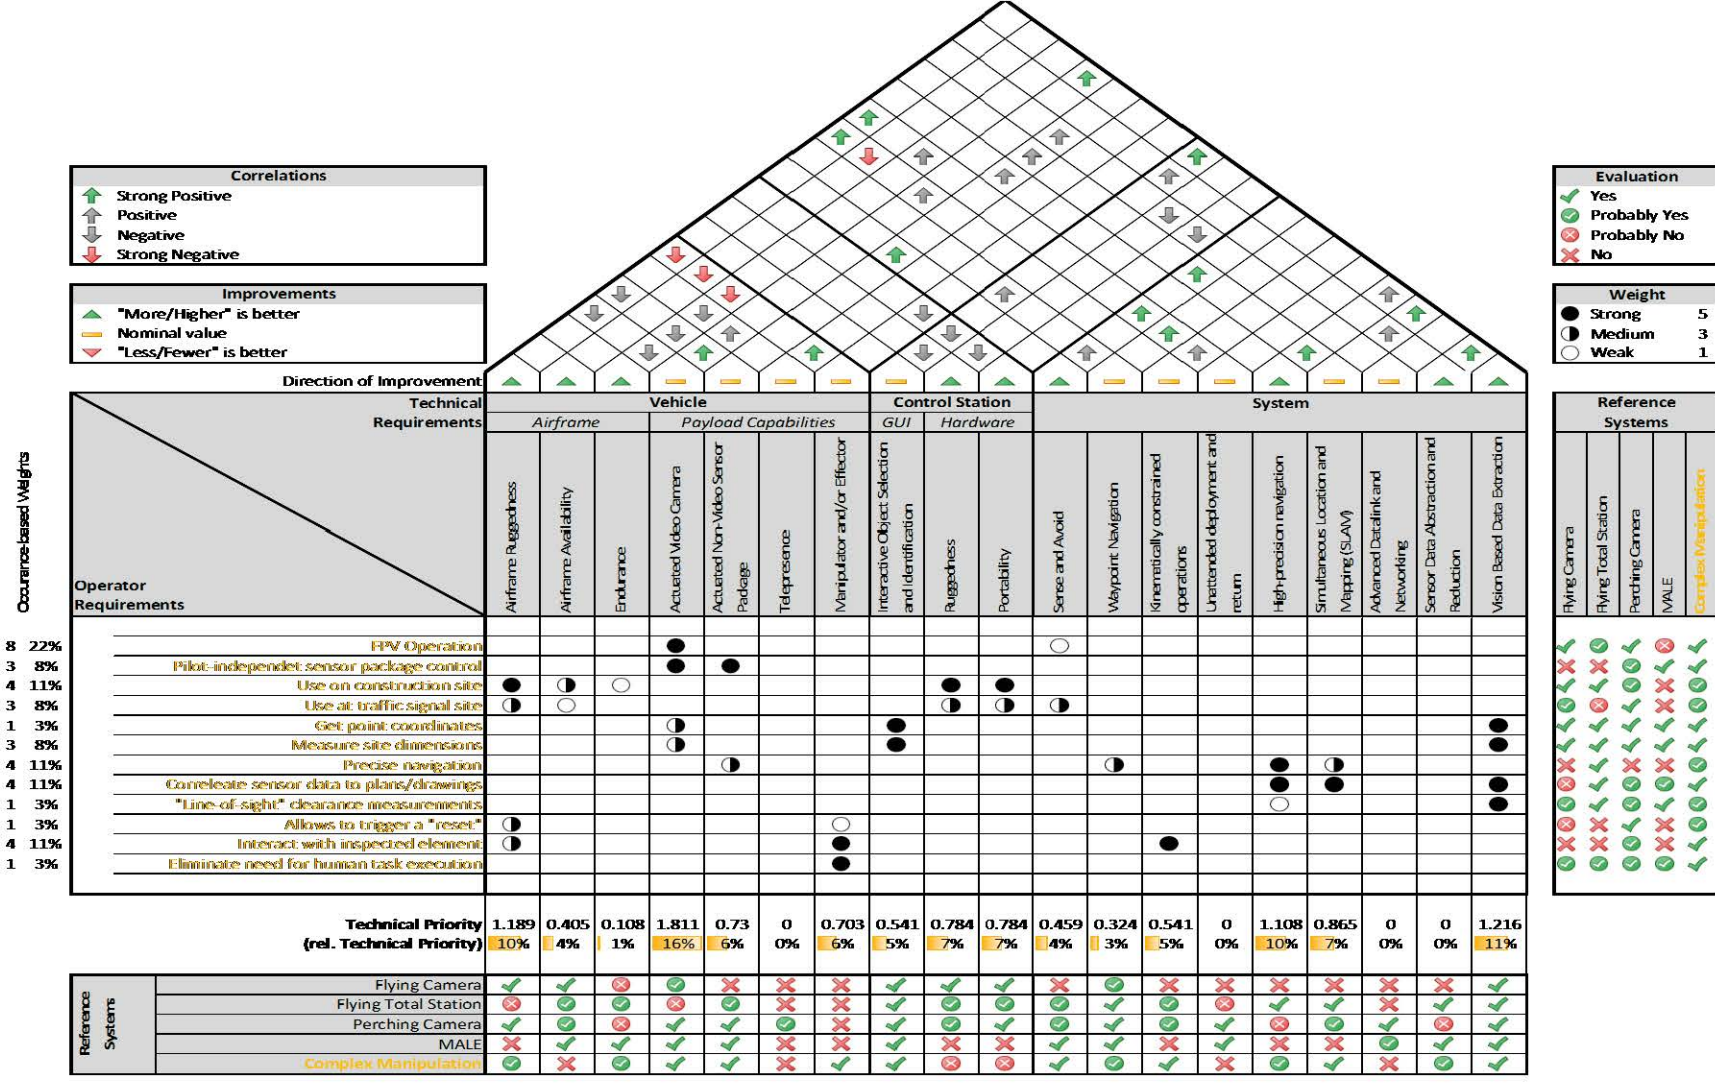 Correlations
Strong Positive
Positive
Negative
Strong Negative
Improvements
"More/Higher" is better
Nominal value
"Less/Fewer" is better
Evaluation
Yes
Probably Yes
Probably No
No
Weight
Strong 5
Medium 3
Weak 1
Direction of Improvement
Technical
Requirements
Operator
Requirements
Vehicle Control Station System
Airframe Payload Capabilities GUI Hardware
Reference
Systems
Occurance-based Weights
Airframe Ruggedness
Airframe Availability
Endurance
Actuated Video Camera
Actuated Non-Video Sensor
Package
Telepresence
Manipulator and/or Effector
Interactive Object Selection
and Identification
Ruggedness
Portability
Sense and Avoid
Waypoint Navigation
Kinematically constrained
operations
Unattended deployment and
return
High-precision navigation
Simultaneous Location and
Mapping (SLAM)
Advanced Datalink and
Networking
Sensor Data Abstraction and
Reduction
Vision Based Data Extraction
Flying Camera
Flying Total Station
Perching Camera
MALE
Complex Manipulation
8 22% FPV Operation
3 8% Pilot-independet sensor package control
4 11% Use on construction site
3 8% Use at traffic signal site
1 3% Get point coordinates
3 8% Measure site dimensions
4 11% Precise navigation
4 11% Correleate sensor data to plans/drawings
1 3% "Line-of-sight" clearance measurements
1 3% Allows to trigger a "reset"
4 11% Interact with inspected element
1 3% Eliminate need for human task execution
Technical Priority 1.189 0.405 0.108 1.811 0.73 0 0.703 0.541 0.784 0.784 0.459 0.324 0.541 0 1.108 0.865 0 0 1.216
(rel. Technical Priority) 10% 4% 1% 16% 6% 0% 6% 5% 7% 7% 4% 3% 5% 0% 10% 7% 0% 0% 11%
Reference
Systems
Flying Camera
Flying Total Station
Perching Camera
MALE
Complex Manipulation